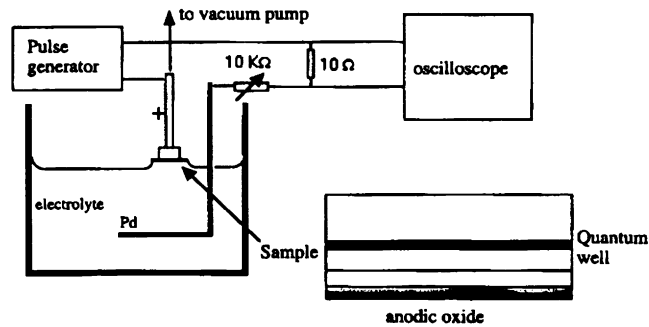 to vacuum pump
Pulse
generator
10 KΩ
10 Ω
oscilloscope
+
electrolyte
Pd
Sample
Quantum
well
anodic oxide